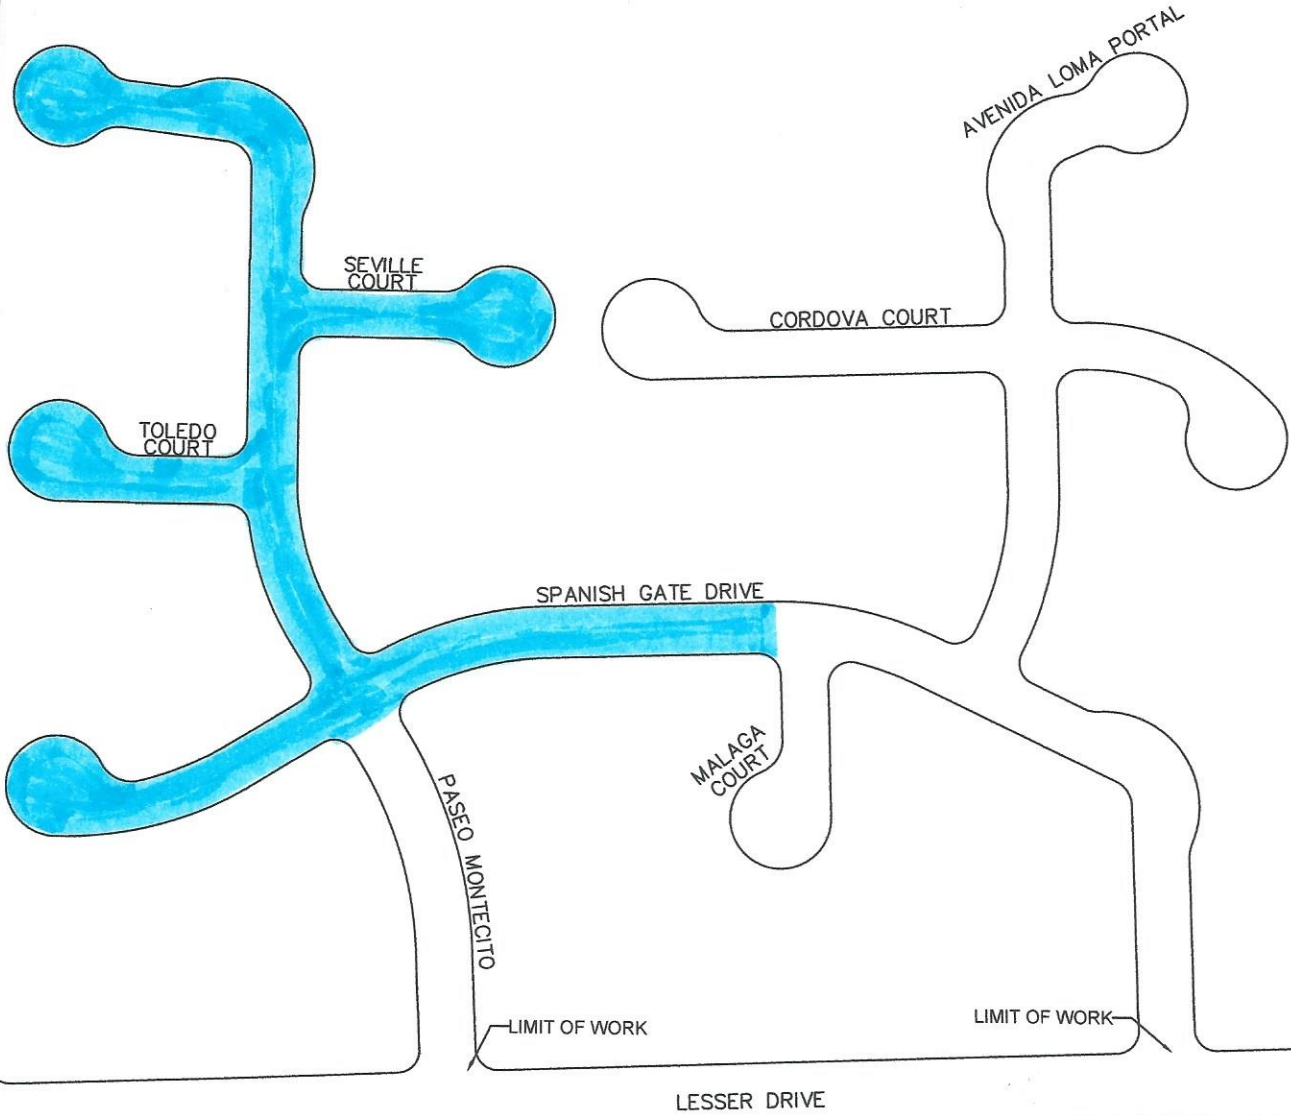 AVENIDA LOMA PORTAL
SEVILLE
COURT
CORDOVA COURT
TOLEDO
COURT
SPANISH GATE DRIVE
MALAGA
COURT
PASEO MONTECITO
LIMIT OF WORK
LIMIT OF WORK
LESSER DRIVE